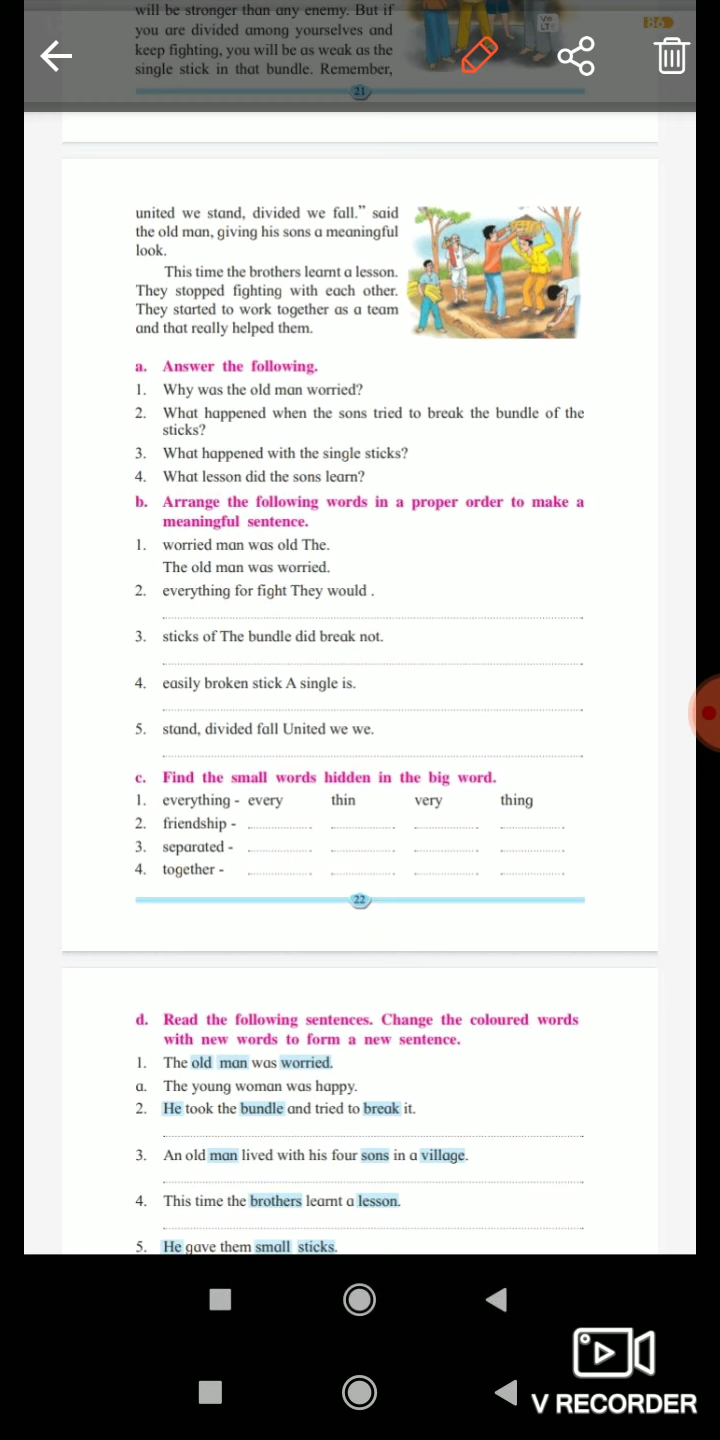 will be stronger than any enemy. But if
you are divided among yourselves and
keep fighting, you will be as weak as the
single stick in that bundle. Remember,
86
21
united we stand, divided we fall." said
the old man, giving his sons a meaningful
look.
This time the brothers learnt a lesson.
They stopped fighting with each other.
They started to work together as a team
and that really helped them.
a. Answer the following.
1. Why was the old man worried?
2. What happened when the sons tried to break the bundle of the
sticks?
3. What happened with the single sticks?
4. What lesson did the sons learn?
b. Arrange the following words in a proper order to make a
meaningful sentence.
1. worried man was old The.
The old man was worried.
2. everything for fight They would .
3. sticks of The bundle did break not.
4. easily broken stick A single is.
5. stand, divided fall United we we.
c. Find the small words hidden in the big word.
1. everything - every thin very thing
2. friendship -
3. separated -
4. together -
22
d. Read the following sentences. Change the coloured words
with new words to form a new sentence.
1. The old man was worried.
a. The young woman was happy.
2. He took the bundle and tried to break it.
3. An old man lived with his four sons in a village.
4. This time the brothers learnt a lesson.
5. He gave them small sticks.
V RECORDER